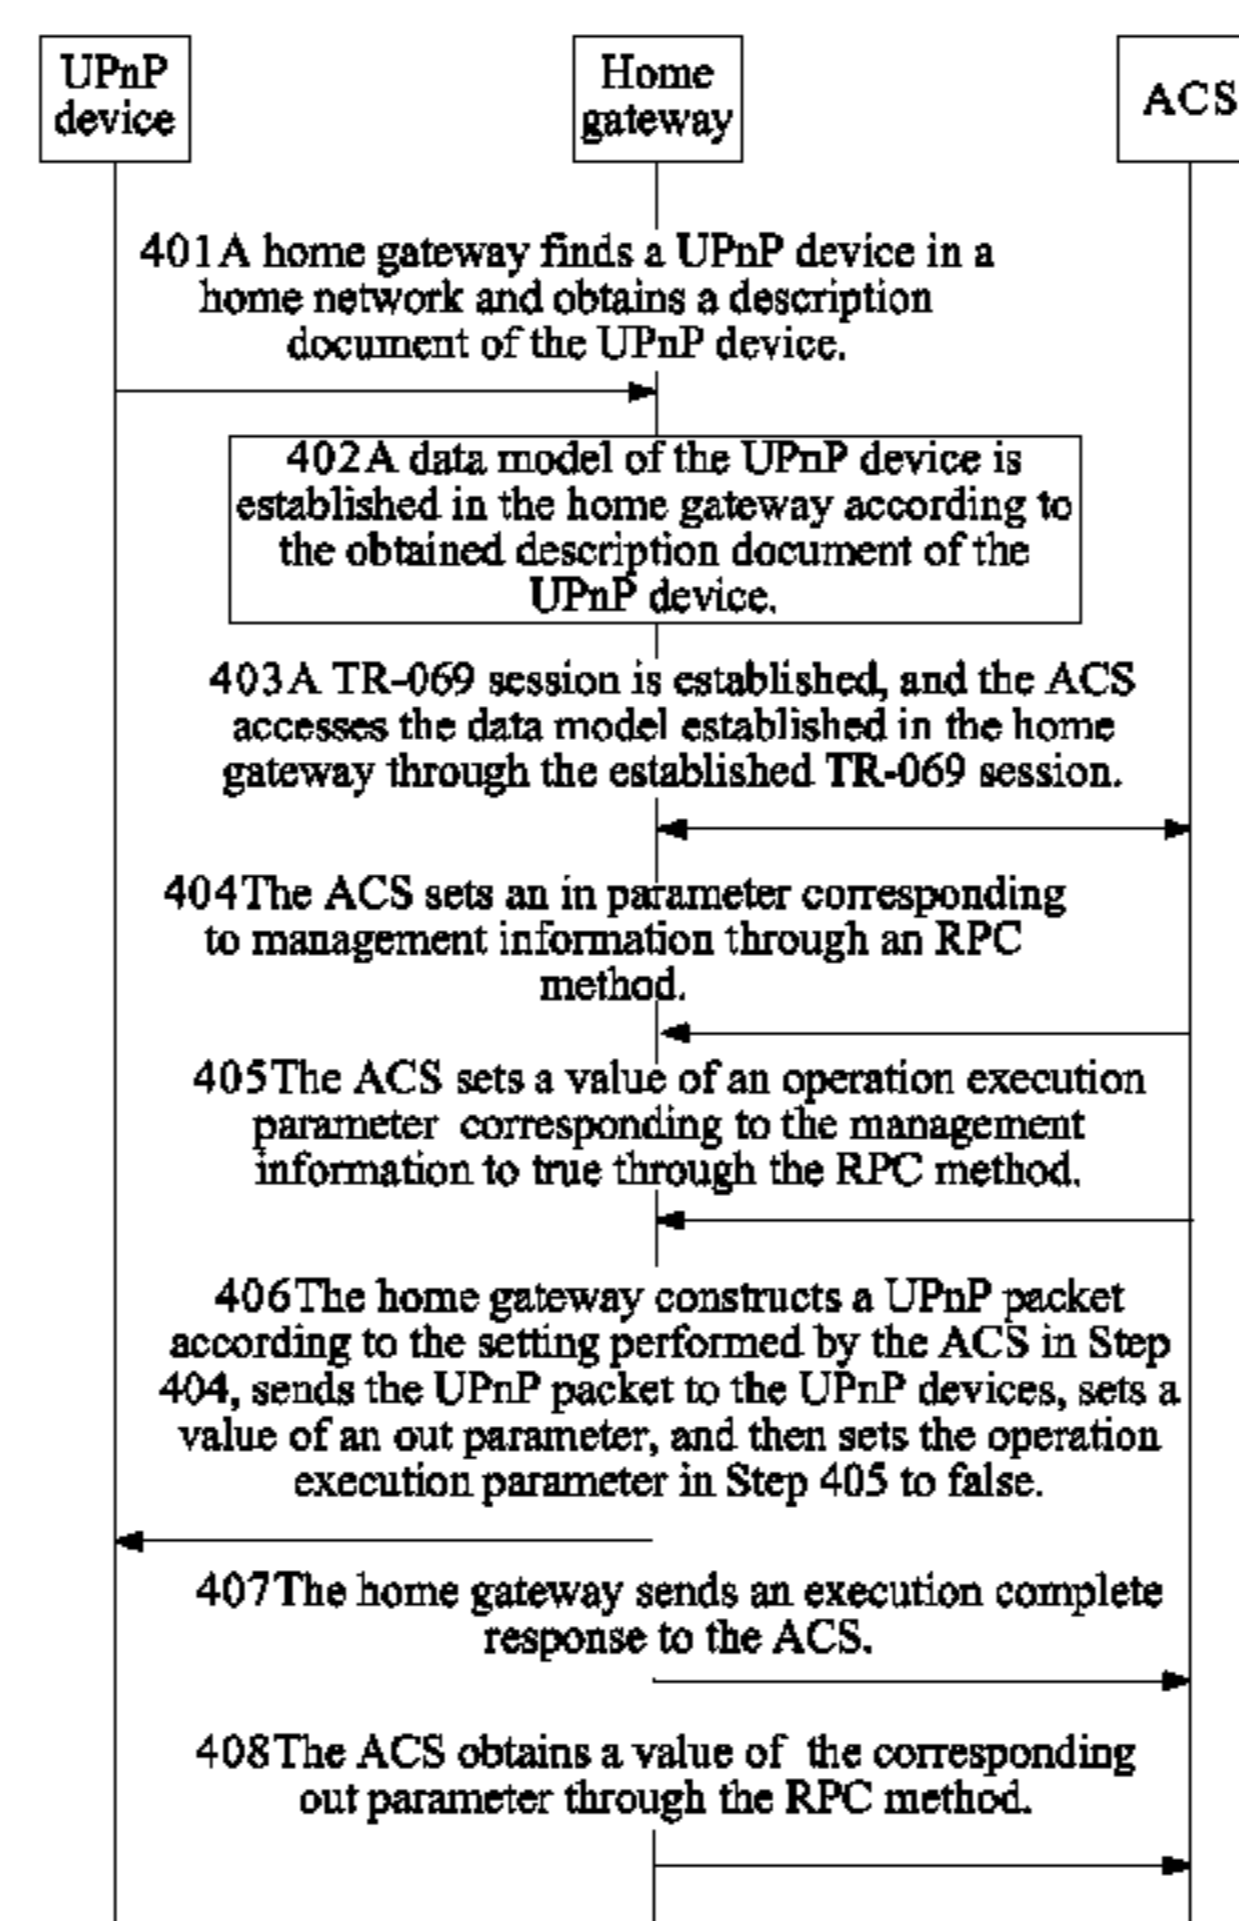 UPnP
device
Home
gateway
ACS
401A home gateway finds a UPnP device in a
home network and obtains a description
document of the UPnP device.
402A data model of the UPnP device is
established in the home gateway according to
the obtained description document of the
UPnP device.
403A TR-069 session is established, and the ACS
accesses the data model established in the home
gateway through the established TR-069 session.
404The ACS sets an in parameter corresponding
to management information through an RPC
method.
405The ACS sets a value of an operation execution
parameter corresponding to the management
information to true through the RPC method.
406The home gateway constructs a UPnP packet
according to the setting performed by the ACS in Step
404, sends the UPnP packet to the UPnP devices, sets a
value of an out parameter, and then sets the operation
execution parameter in Step 405 to false.
407The home gateway sends an execution complete
response to the ACS.
408The ACS obtains a value of the corresponding
out parameter through the RPC method.